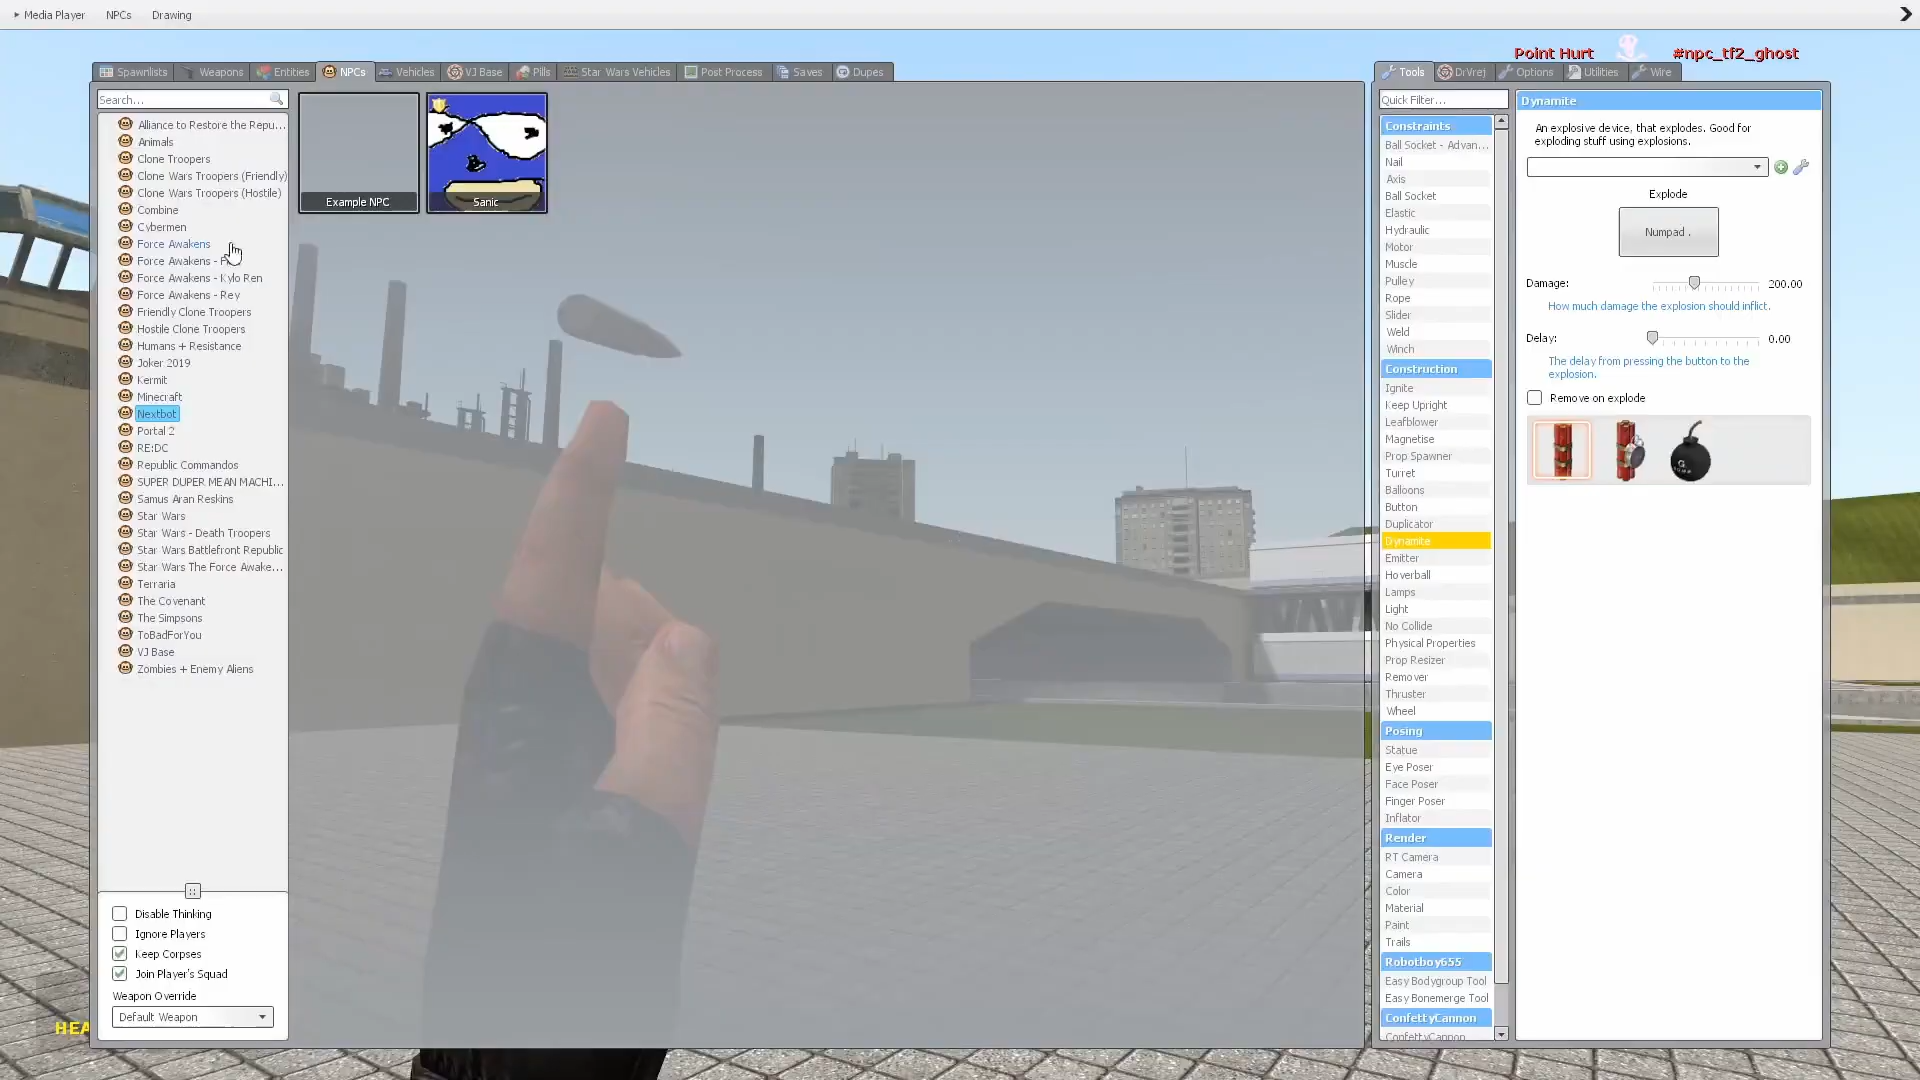 Media Player NPCs Drawing
Point Hurt #npc_tf2_ghost
Spawnlists Weapons Entities NPCs Vehicles VJ Base Pills Star Wars Vehicles Post Process Saves Dupes
Search...
Alliance to Restore the Repu...
Animals
Clone Troopers
Clone Wars Troopers (Friendly)
Clone Wars Troopers (Hostile)
Combine
Cybermen
Force Awakens
Force Awakens -
Force Awakens - Kylo Ren
Force Awakens - Rey
Friendly Clone Troopers
Hostile Clone Troopers
Humans + Resistance
Joker 2019
Kermit
Minecraft
Nextbot
Portal 2
RE:DC
Republic Commandos
SUPER DUPER MEAN MACHI...
Samus Aran Reskins
Star Wars
Star Wars - Death Troopers
Star Wars Battlefront Republic
Star Wars The Force Awake...
Terraria
The Covenant
The Simpsons
ToBadForYou
VJ Base
Zombies + Enemy Aliens
Disable Thinking
Ignore Players
Keep Corpses
Join Player's Squad
Weapon Override
Default Weapon
HEA
Example NPC
Sanic
Tools DrVrej Options Utilities Wire
Quick Filter...
Constraints
Ball Socket - Advan...
Nail
Axis
Ball Socket
Elastic
Hydraulic
Motor
Muscle
Pulley
Rope
Slider
Weld
Winch
Construction
Ignite
Keep Upright
Leafblower
Magnetise
Prop Spawner
Turret
Balloons
Button
Duplicator
Dynamite
Emitter
Hoverball
Lamps
Light
No Collide
Physical Properties
Prop Resizer
Remover
Thruster
Wheel
Posing
Statue
Eye Poser
Face Poser
Finger Poser
Inflator
Render
RT Camera
Camera
Color
Material
Paint
Trails
Robotboy655
Easy Bodygroup Tool
Easy Bonemerge Tool
ConfettyCannon
ConfettyCannon
Dynamite
An explosive device, that explodes. Good for
exploding stuff using explosions.
Explode
Numpad .
Damage: 200.00
How much damage the explosion should inflict.
Delay: 0.00
The delay from pressing the button to the
explosion.
Remove on explode